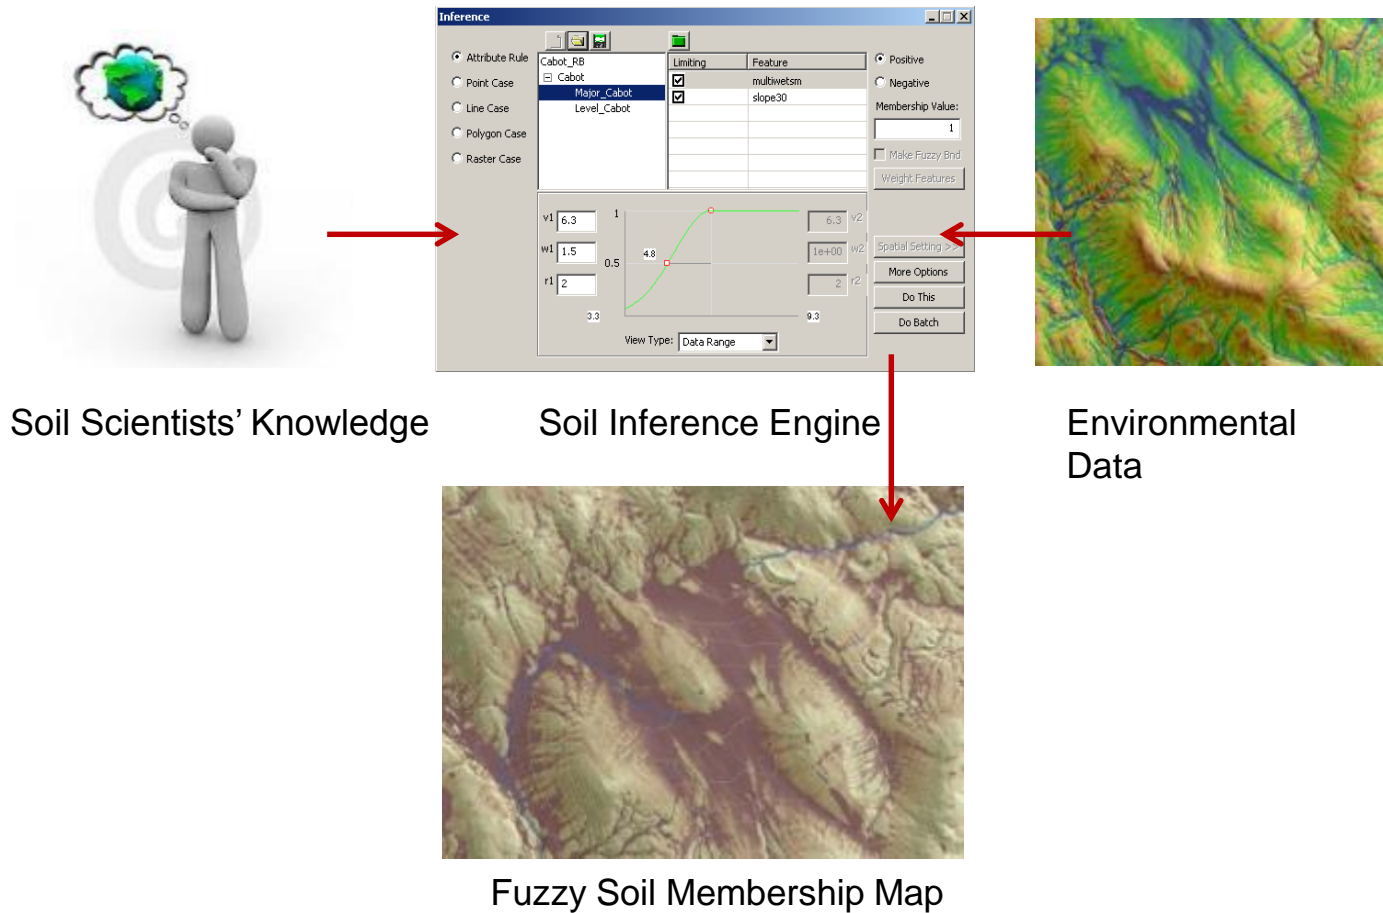 Inference
Attribute Rule
Point Case
Line Case
Polygon Case
Raster Case
Cabot_RB
Cabot
Major_Cabot
Level_Cabot
Limiting Feature
multiwetsm
slope30
Positive
Negative
Membership Value:
1
Make Fuzzy Bnd
Weight Features
v1 6.3
w1 1.5
r1 2
1
0.5
4.8
3.3
9.3
6.3 v2
1e+00 w2
2 r2
View Type: Data Range
Spatial Setting >>
More Options
Do This
Do Batch
Soil Scientists’ Knowledge
Soil Inference Engine
Environmental
Data
Fuzzy Soil Membership Map